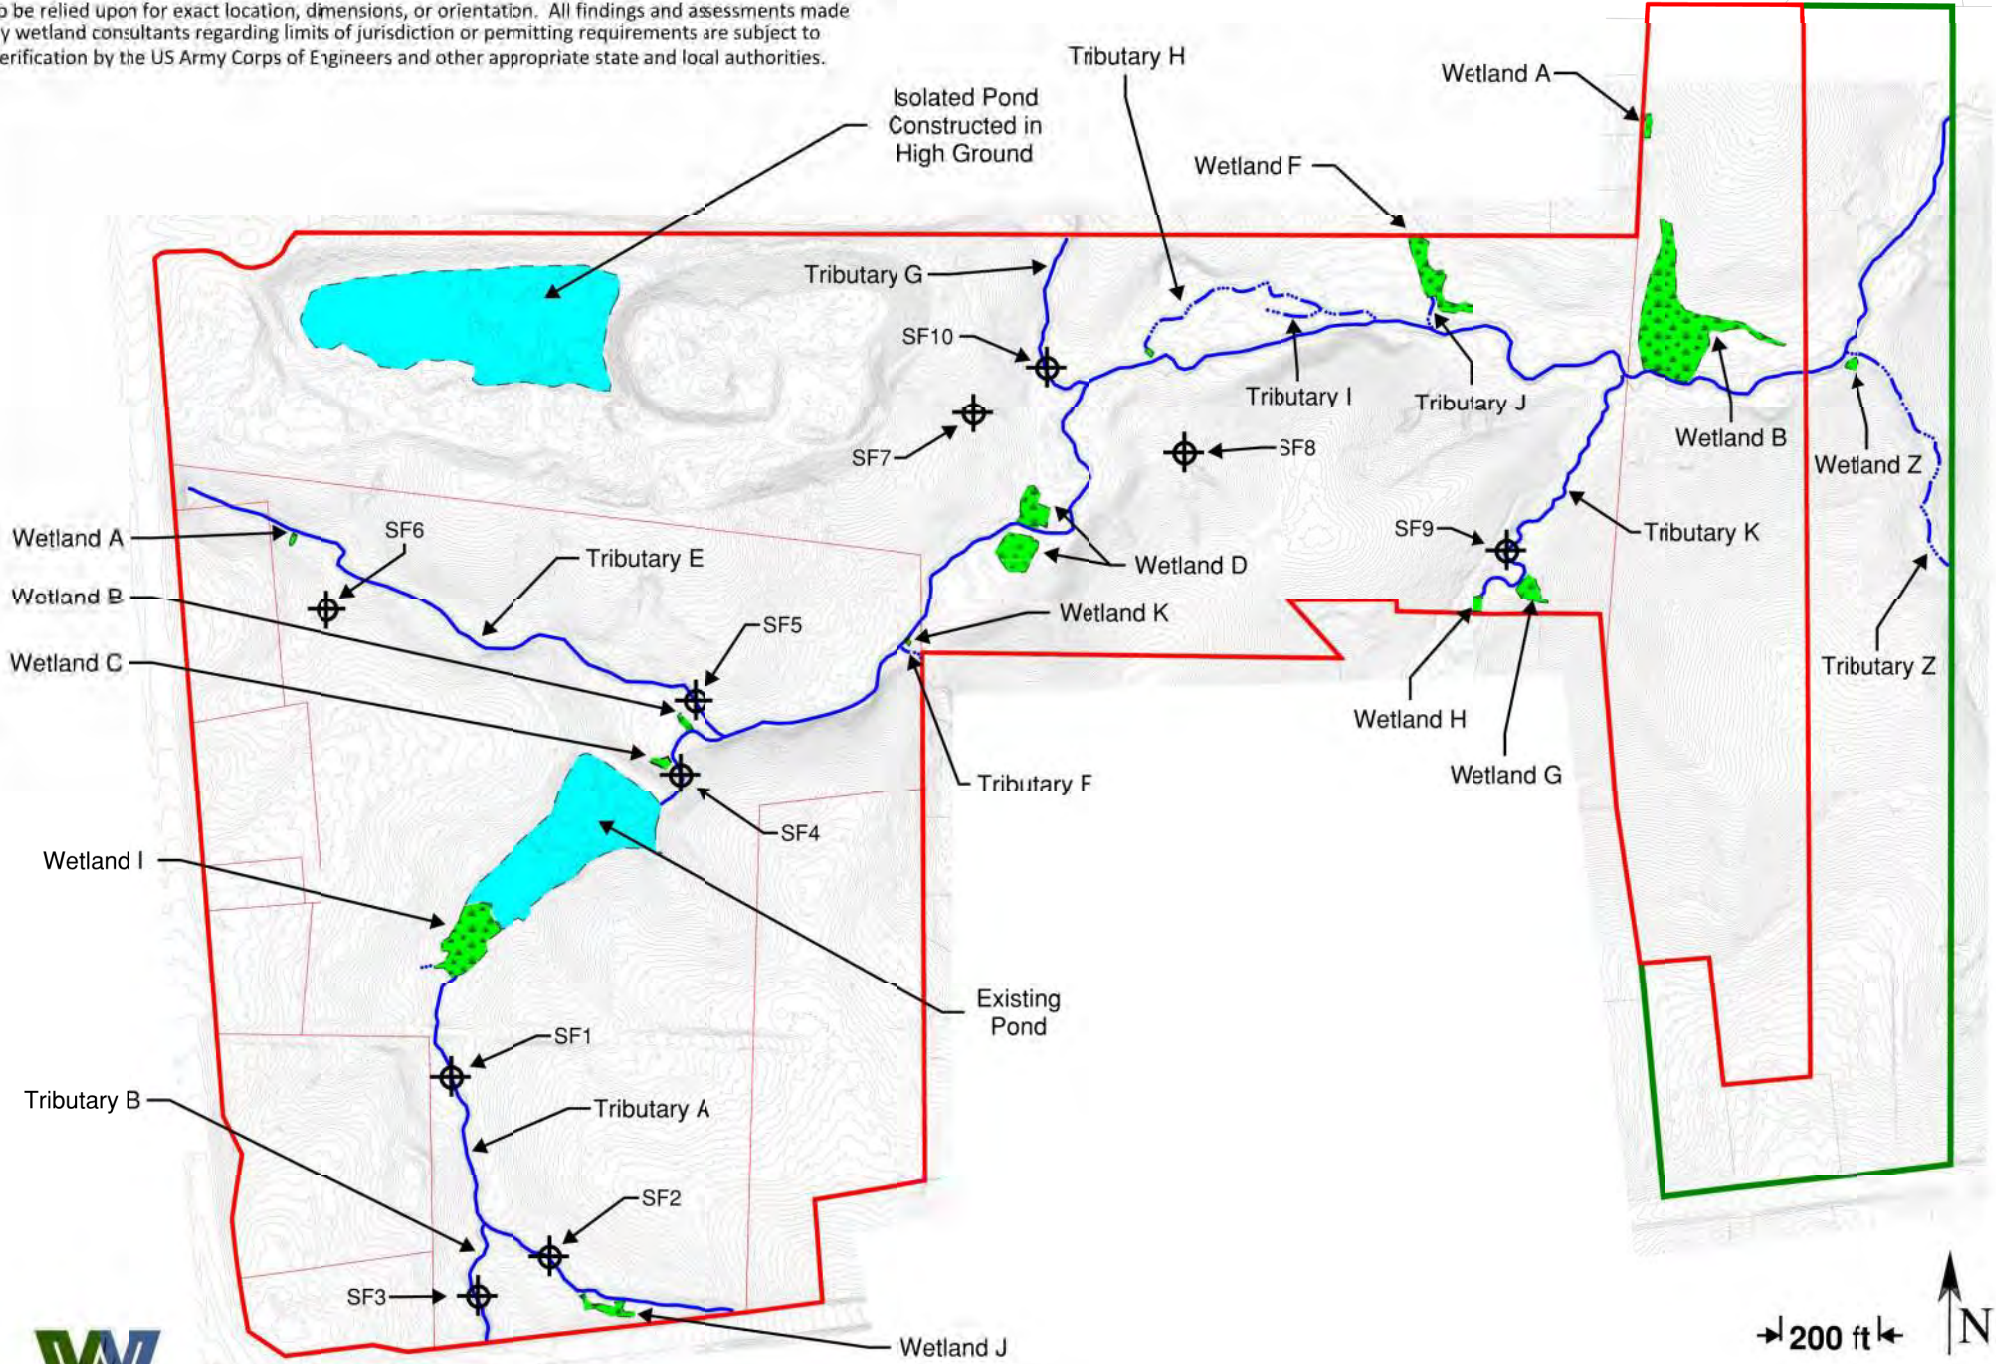 o be relied upon for exact location, dimensions, or orientation. All findings and assessments made
y wetland consultants regarding limits of jurisdiction or permitting requirements are subject to
erification by the US Army Corps of Engineers and other appropriate state and local authorities.
Tributary H
Wetland A
Isolated Pond
Constructed in
High Ground
Wetland F
Tributary G
SF10
Tributary I
Tributary J
Wetland B
SF7
SF8
Wetland Z
Wetland A
SF6
Tributary E
SF9
Tributary K
Wetland D
Wetland B
Wetland K
SF5
Wetland C
Tributary Z
Wetland H
Wetland G
Tributary F
SF4
Wetland I
Existing
Pond
SF1
Tributary B
Tributary A
SF2
SF3
Wetland J
200 ft
N